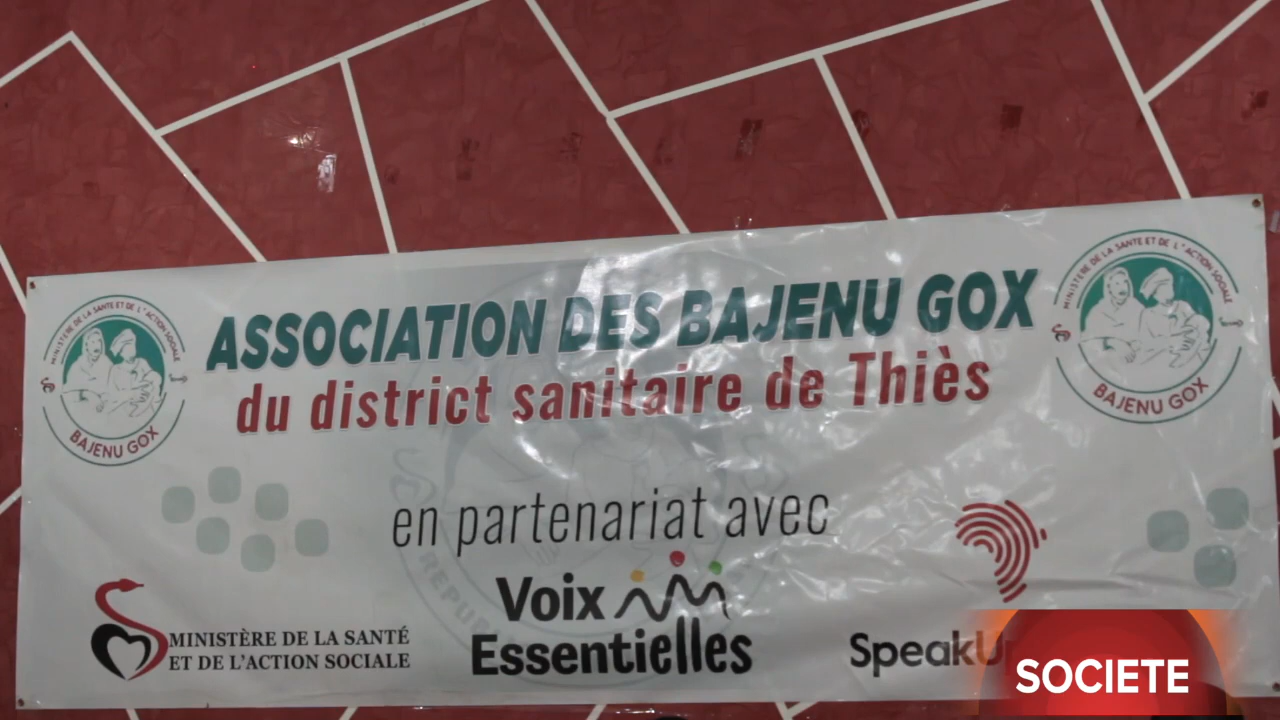 MINISTERE DE LA SANTE ET DE L'ACTION SOCIALE
BAJENU GOX
ASSOCIATION DES BAJENU GOX
du district sanitaire de Thiès
MINISTERE DE LA SANTE ET DE L'ACTION SOCIALE
BAJENU GOX
en partenariat avec
MINISTÈRE DE LA SANTÉ
ET DE L'ACTION SOCIALE
Voix
Essentielles
SpeakU
SOCIETE